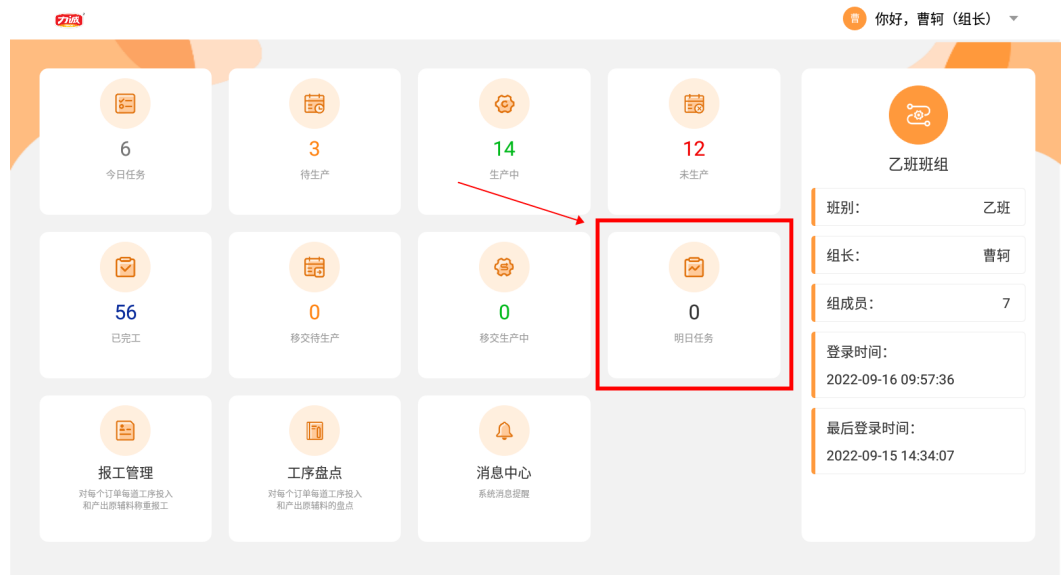 力诚
曹 你好，曹轲（组长）
6
今日任务
3
待生产
14
生产中
12
未生产
56
已完工
0
移交待生产
0
移交生产中
0
明日任务
报工管理
对每个订单每道工序投入
和产出原辅料称重报工
工序盘点
对每个订单每道工序投入
和产出原辅料的盘点
消息中心
系统消息提醒
乙班班组
班别： 乙班
组长： 曹轲
组成员： 7
登录时间：
2022-09-16 09:57:36
最后登录时间：
2022-09-15 14:34:07